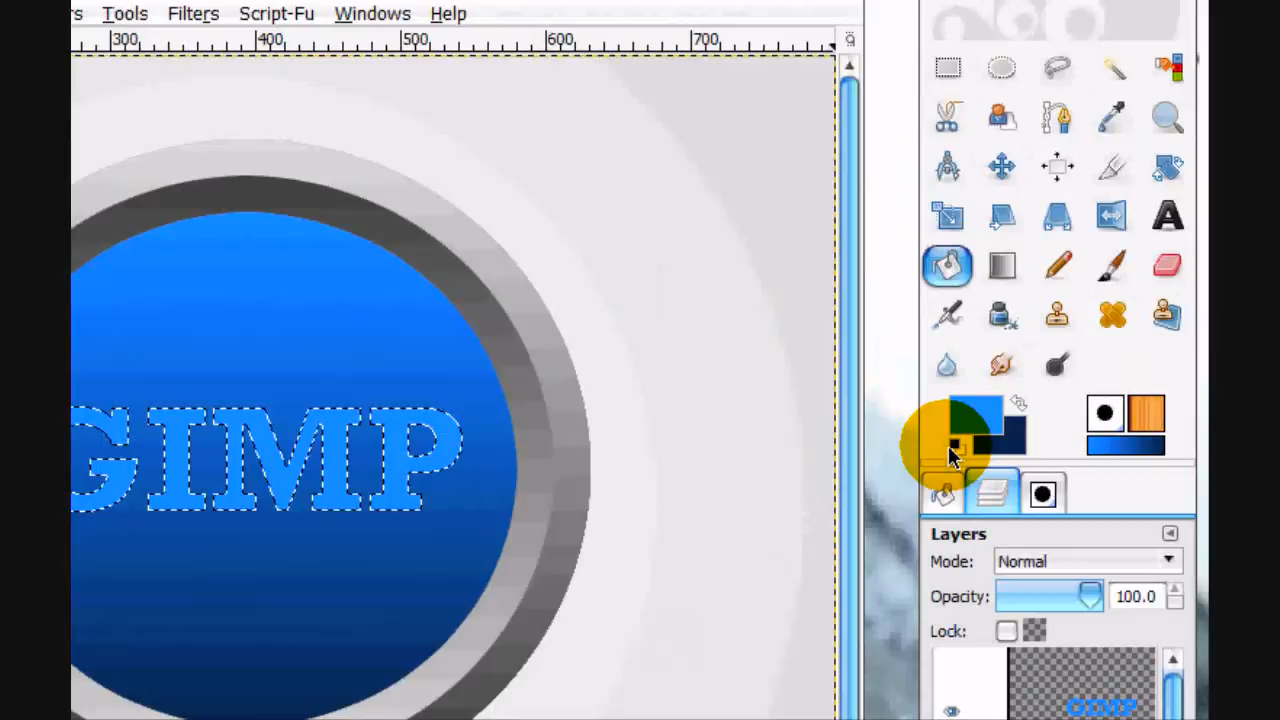 Tools Filters Script-Fu Windows Help
300 400 500 600 700
GIMP
Layers
Mode: Normal
Opacity: 100.0
Lock:
GIMP